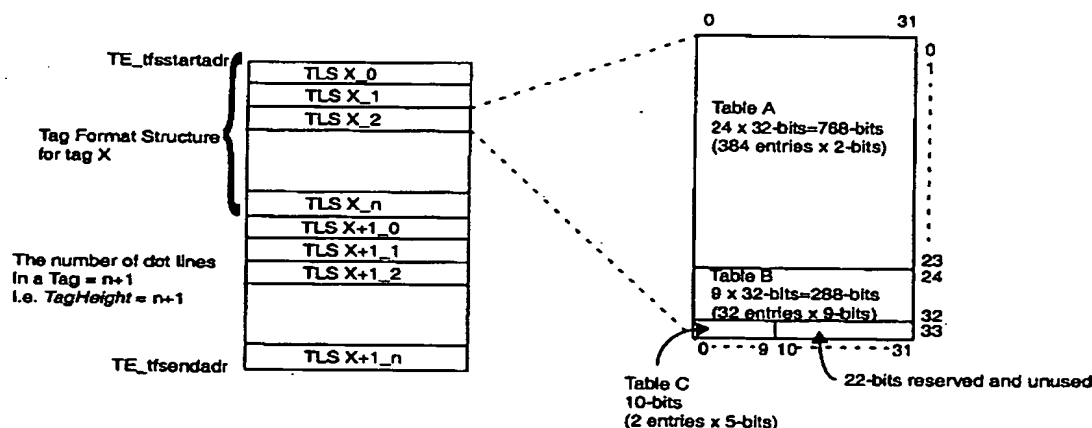 TE_tfsstartadr
TLS X_0
TLS X_1
TLS X_2
Tag Format Structure
for tag X
TLS X_n
TLS X+1_0
TLS X+1_1
TLS X+1_2
The number of dot lines
in a Tag = n+1
i.e. TagHeight = n+1
TLS X+1_n
TE_tfsendadr
0 31
0
1
Table A
24 x 32-bits=768-bits
(384 entries x 2-bits)
23
24
Table B
9 x 32-bits=288-bits
(32 entries x 9-bits)
32
33
0 9 10 31
Table C
10-bits
(2 entries x 5-bits)
22-bits reserved and unused